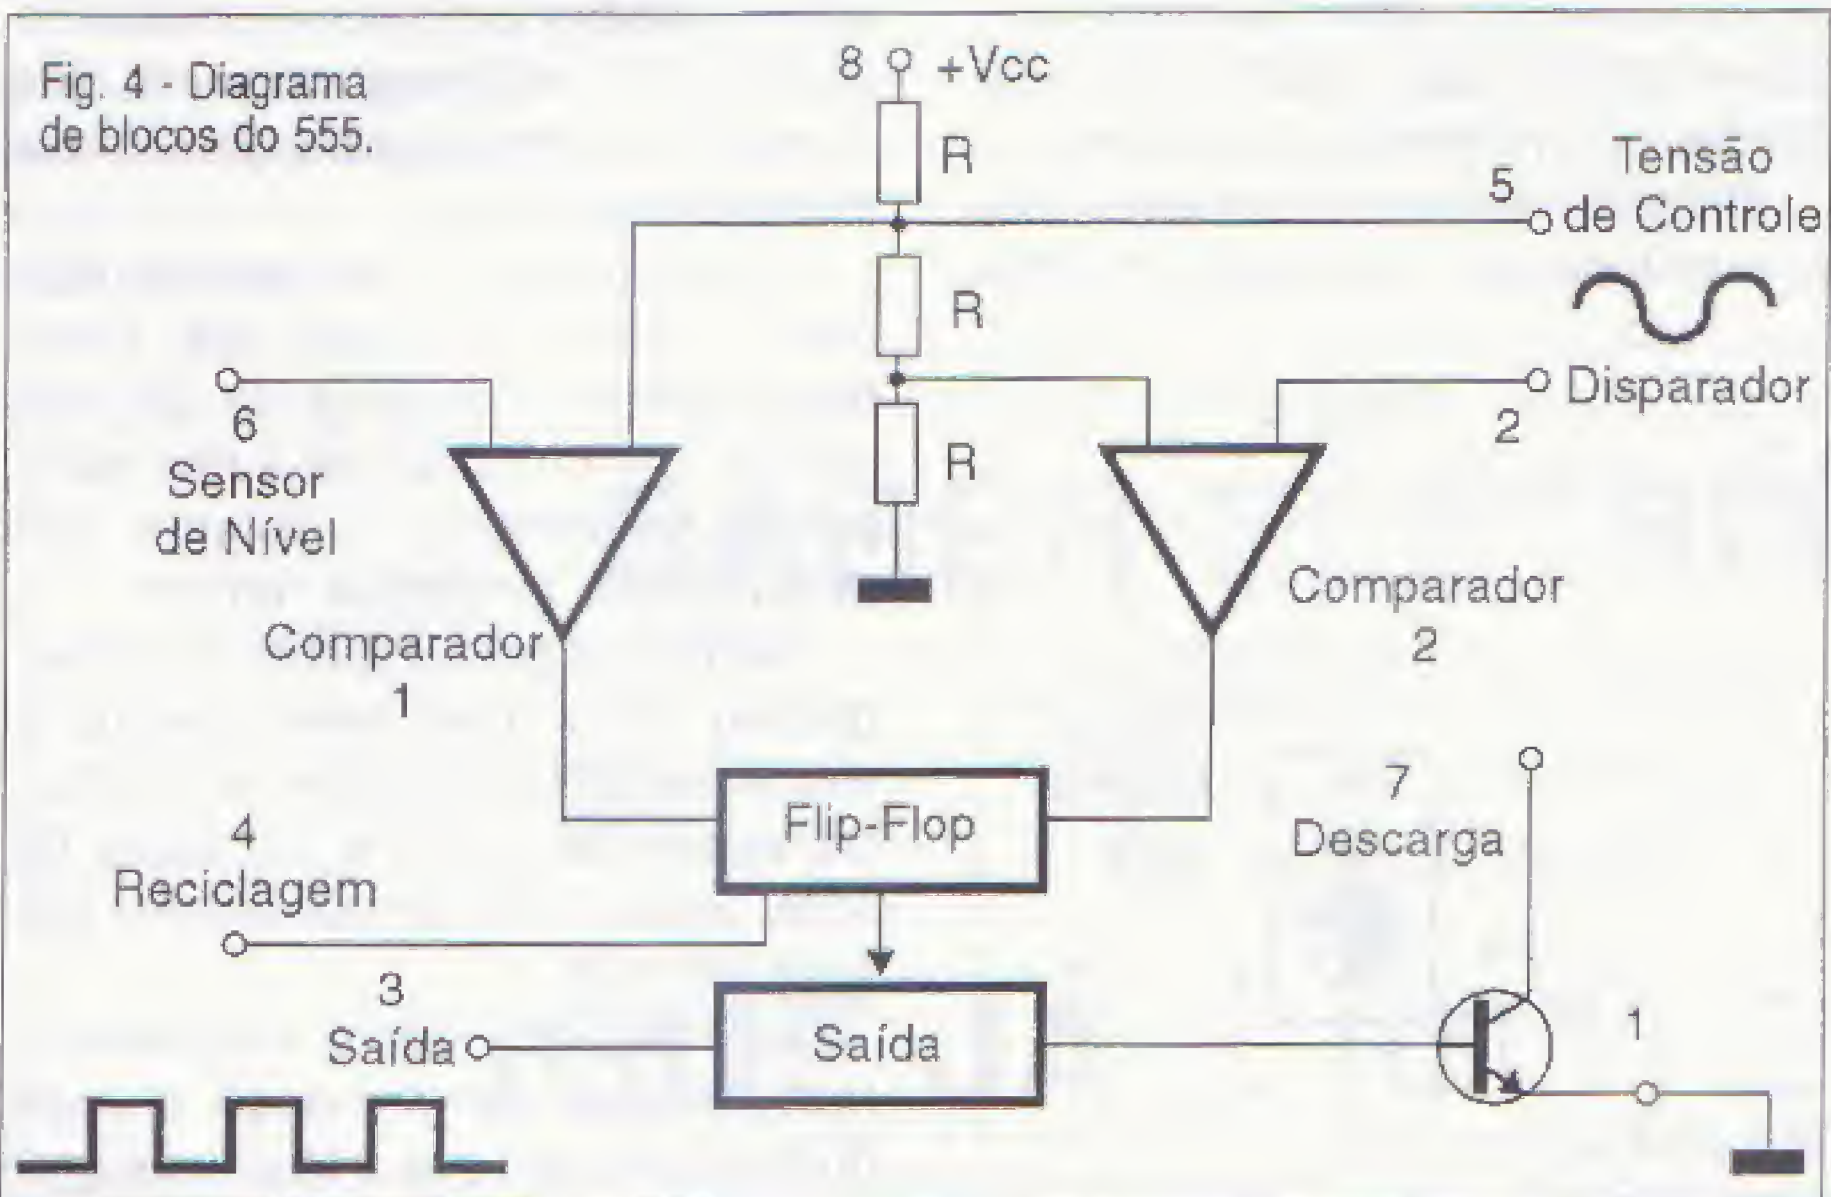 Fig. 4 - Diagrama
de blocos do 555.
8 +Vcc
R
5
Tensão
de Controle
R
6
Sensor
de Nível
R
2
Disparador
Comparador
1
Comparador
2
Flip-Flop
7
Descarga
4
Reciclagem
3
Saída
Saída
1